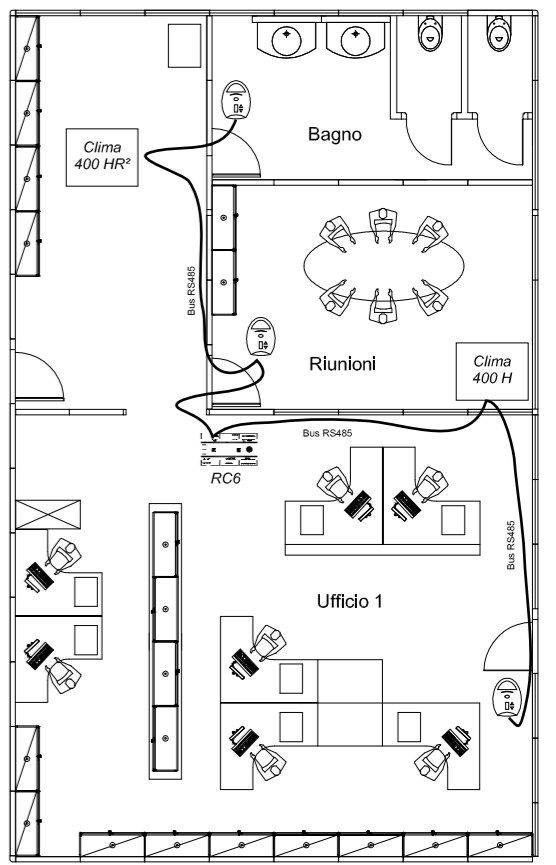 Bagno
Clima
400 HR²
Bus RS485
Riunioni
Clima
400 H
Bus RS485
RC6
Bus RS485
Ufficio 1